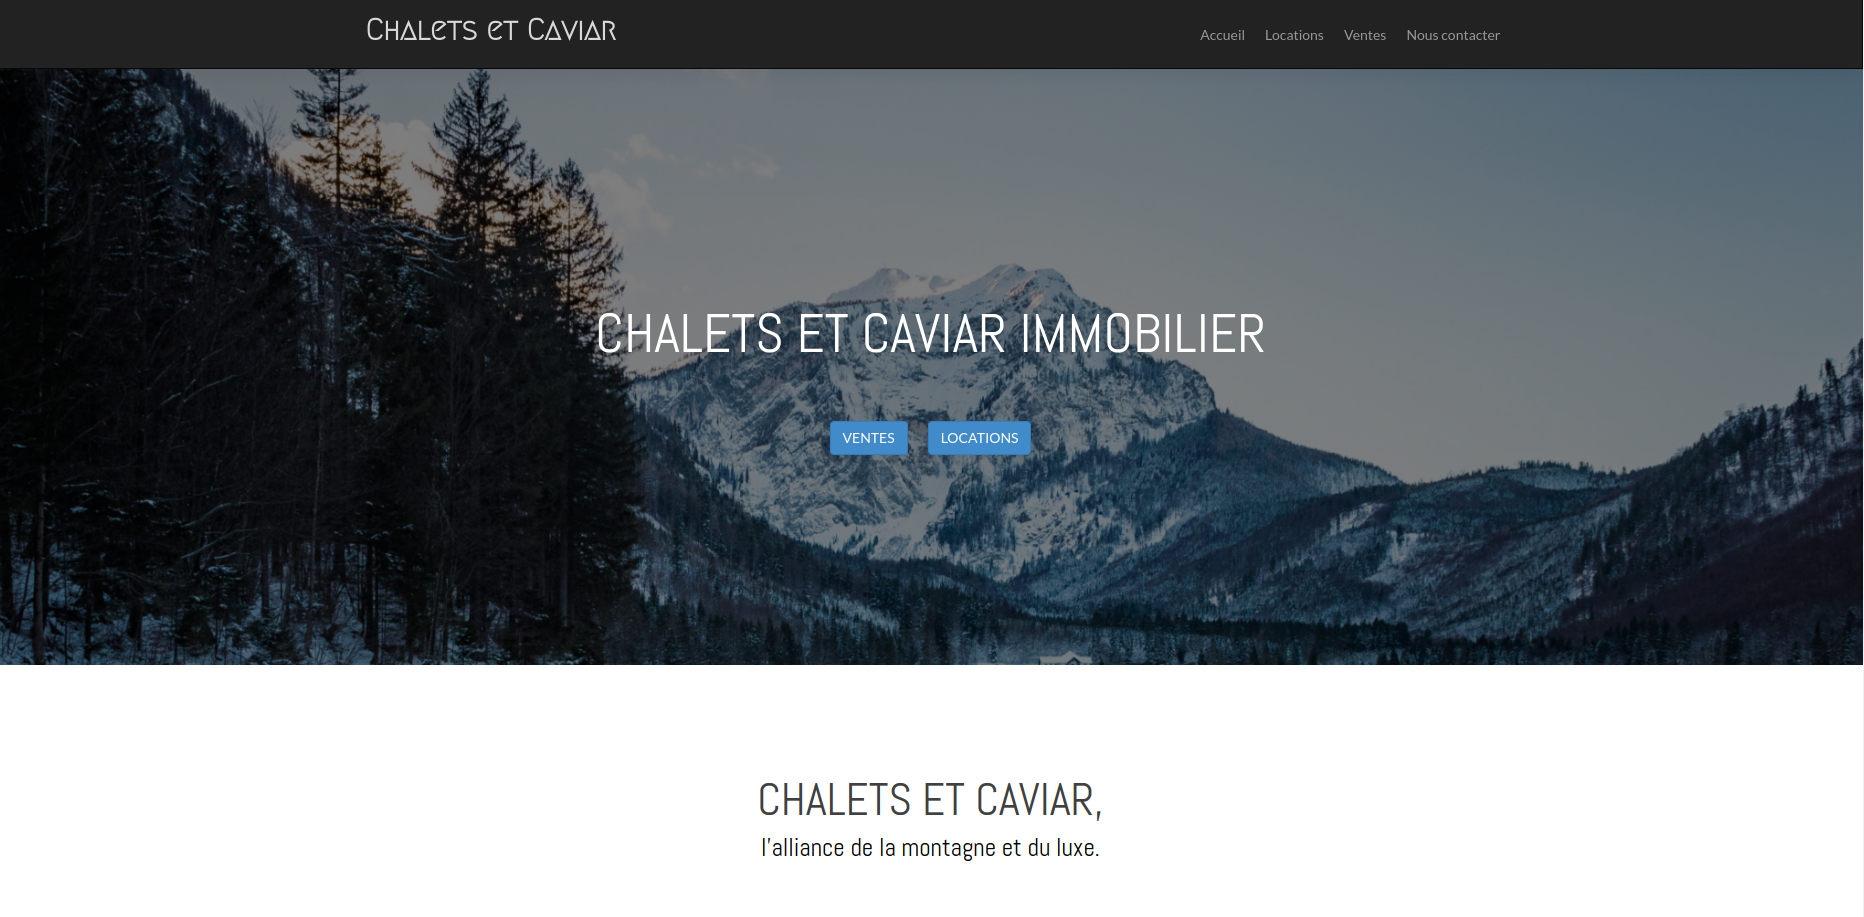 Chalets et Caviar
Accueil Locations Ventes Nous contacter
CHALETS ET CAVIAR IMMOBILIER
VENTES LOCATIONS
CHALETS ET CAVIAR,
l'alliance de la montagne et du luxe.